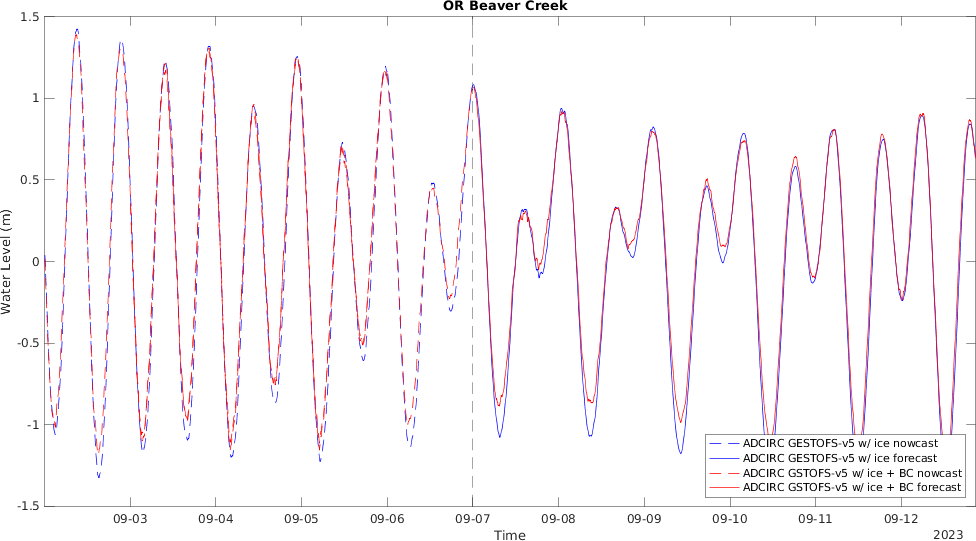 OR Beaver Creek
1.5
1
0.5
0
-0.5
-1
-1.5
Water Level (m)
09-03 09-04 09-05 09-06 09-07 09-08 09-09 09-10 09-11 09-12
Time
2023
ADCIRC GESTOFS-v5 w/ ice nowcast
ADCIRC GESTOFS-v5 w/ ice forecast
ADCIRC GSTOFS-v5 w/ ice + BC nowcast
ADCIRC GSTOFS-v5 w/ ice + BC forecast